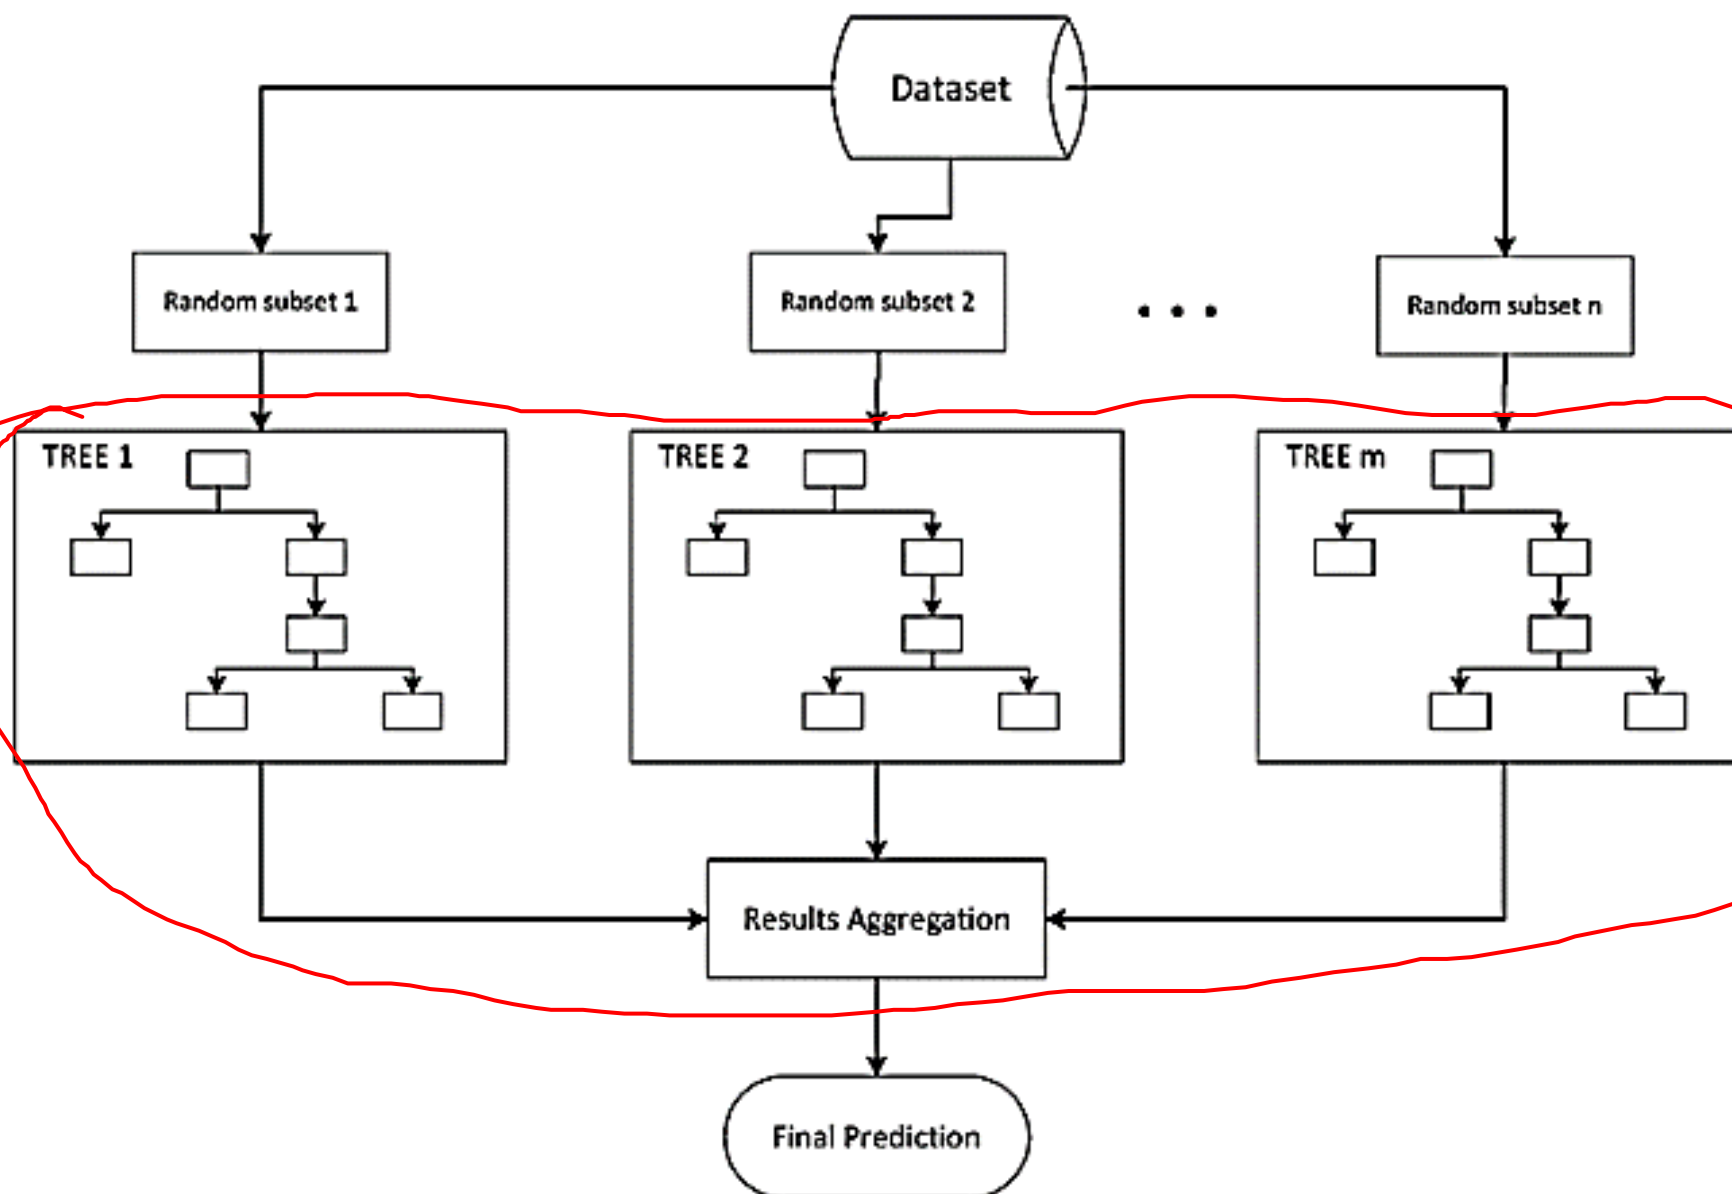 Dataset
Random subset 1
Random subset 2
Random subset n
TREE 1
TREE 2
TREE m
Results Aggregation
Final Prediction